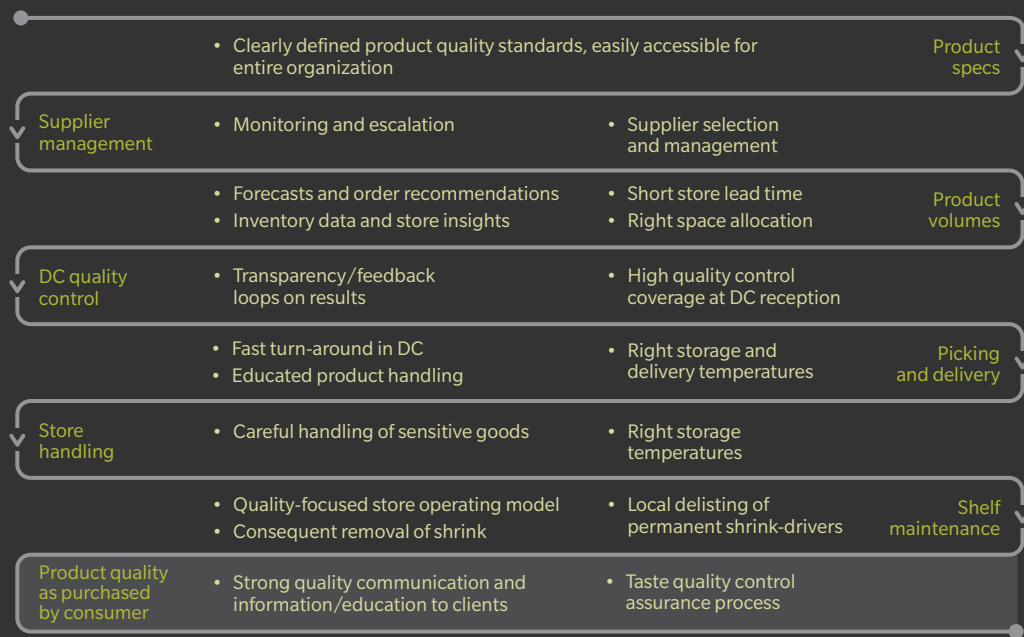 • Clearly defined product quality standards, easily accessible for
entire organization
Product
specs
Supplier
management
• Monitoring and escalation
• Supplier selection
and management
• Forecasts and order recommendations
• Inventory data and store insights
• Short store lead time
• Right space allocation
Product
volumes
DC quality
control
• Transparency/feedback
loops on results
• High quality control
coverage at DC reception
• Fast turn-around in DC
• Educated product handling
• Right storage and
delivery temperatures
Picking
and delivery
Store
handling
• Careful handling of sensitive goods
• Right storage
temperatures
• Quality-focused store operating model
• Consequent removal of shrink
• Local delisting of
permanent shrink-drivers
Shelf
maintenance
Product quality
as purchased
by consumer
• Strong quality communication and
information/education to clients
• Taste quality control
assurance process